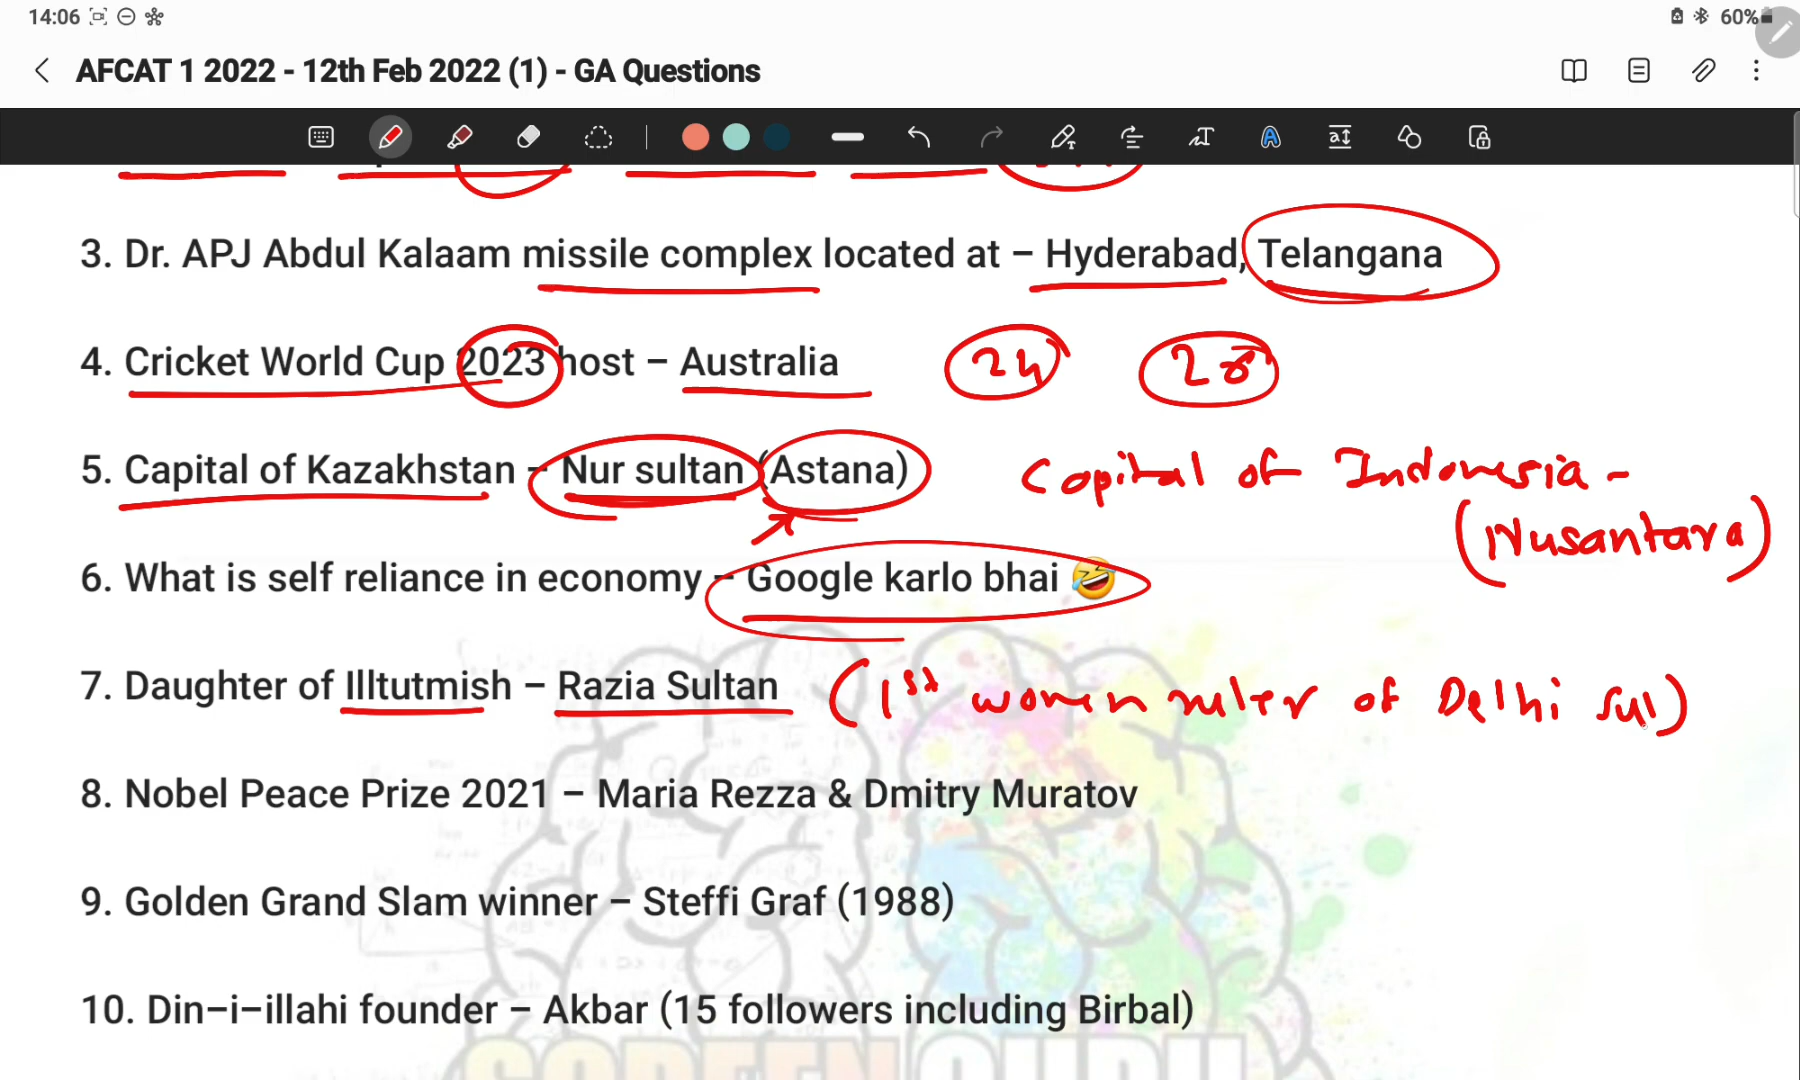 14:06 60%
AFCAT 1 2022 - 12th Feb 2022 (1) - GA Questions
3. Dr. APJ Abdul Kalaam missile complex located at – Hyderabad, Telangana
4. Cricket World Cup 2023 host – Australia 24 28
5. Capital of Kazakhstan – Nur sultan (Astana) Capital of Indonesia -
(Nusantara)
6. What is self reliance in economy – Google karlo bhai 🤣
7. Daughter of Illtutmish – Razia Sultan (1st women ruler of Delhi Sul)
8. Nobel Peace Prize 2021 – Maria Rezza & Dmitry Muratov
9. Golden Grand Slam winner – Steffi Graf (1988)
10. Din–i–illahi founder – Akbar (15 followers including Birbal)